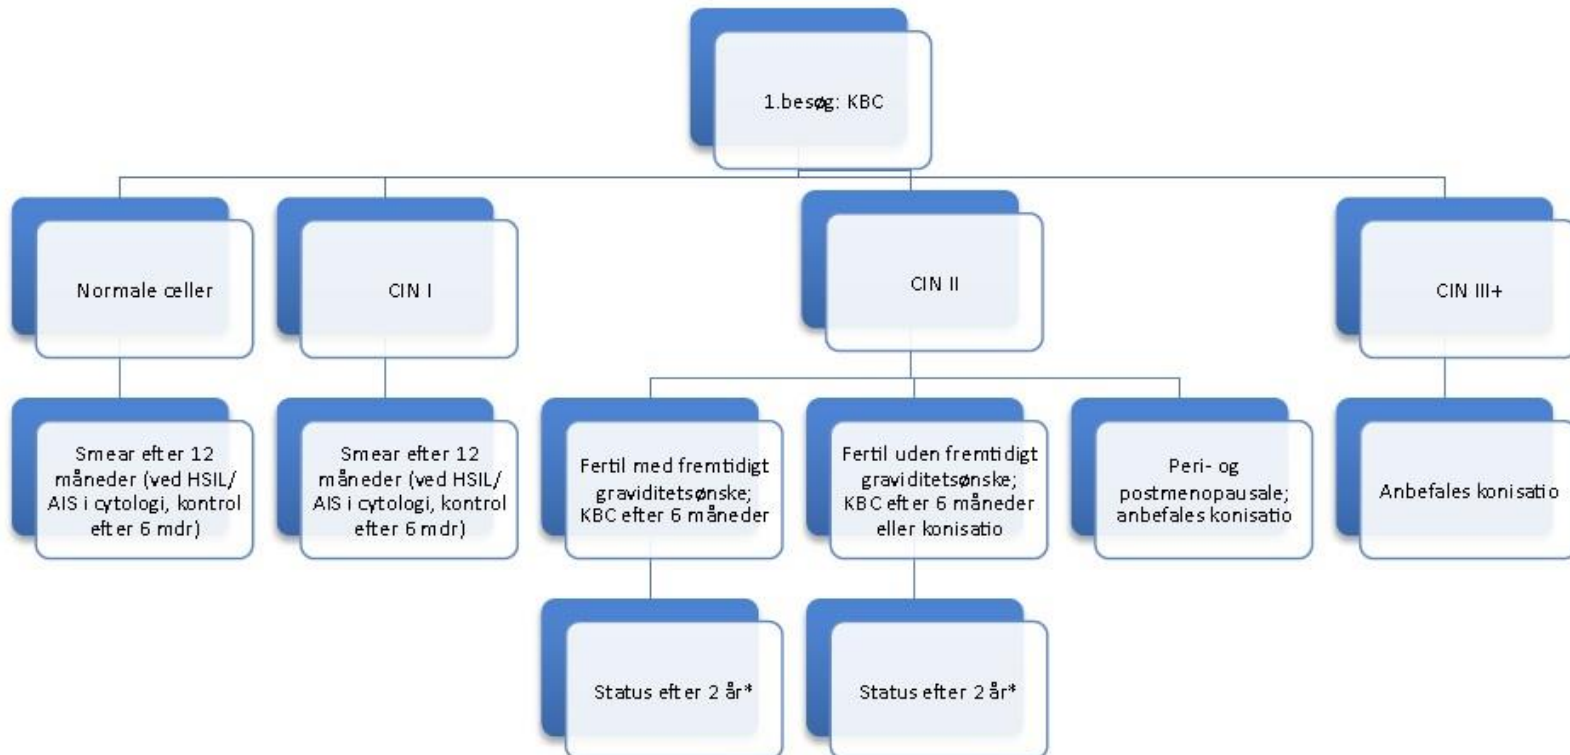 1.besøg: KBC
Normale celler
CIN I
CIN II
CIN III+
Smear efter 12
måneder (ved HSIL/
AIS i cytologi, kontrol
efter 6 mdr)
Smear efter 12
måneder (ved HSIL/
AIS i cytologi, kontrol
efter 6 mdr)
Fertil med fremtidigt
graviditetsønske;
KBC efter 6 måneder
Fertil uden fremtidigt
graviditetsønske;
KBC efter 6 måneder
eller konisatio
Peri- og
postmenopausale;
anbefales konisatio
Anbefales konisatio
Status efter 2 år*
Status efter 2 år*